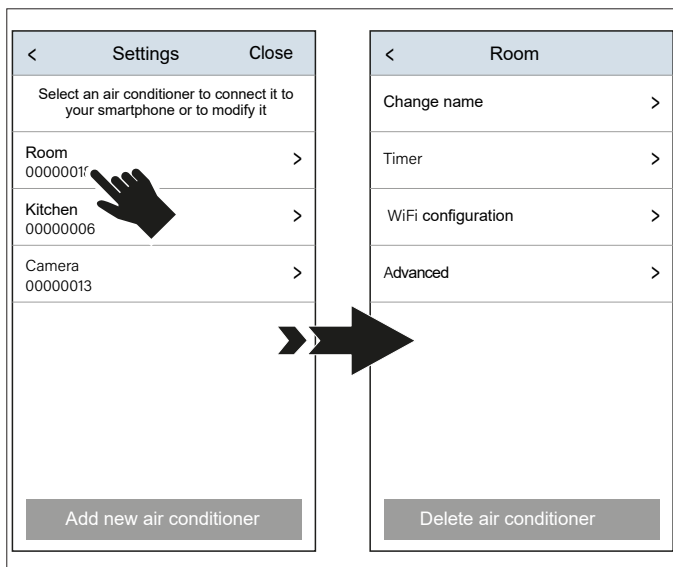 < Settings Close
Select an air conditioner to connect it to
your smartphone or to modify it
Room
>
Kitchen
00000006 >
Camera
00000013 >
Add new air conditioner
< Room
Change name >
Timer >
WiFi configuration >
Advanced >
Delete air conditioner